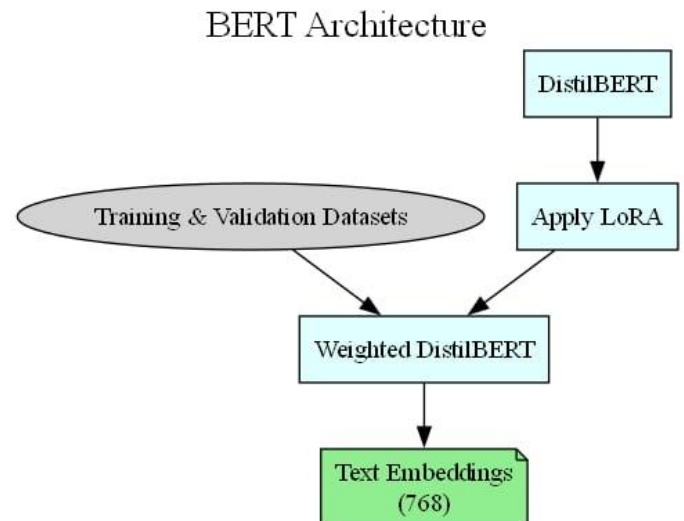 BERT Architecture
DistilBERT
Training & Validation Datasets
Apply LoRA
Weighted DistilBERT
Text Embeddings
(768)